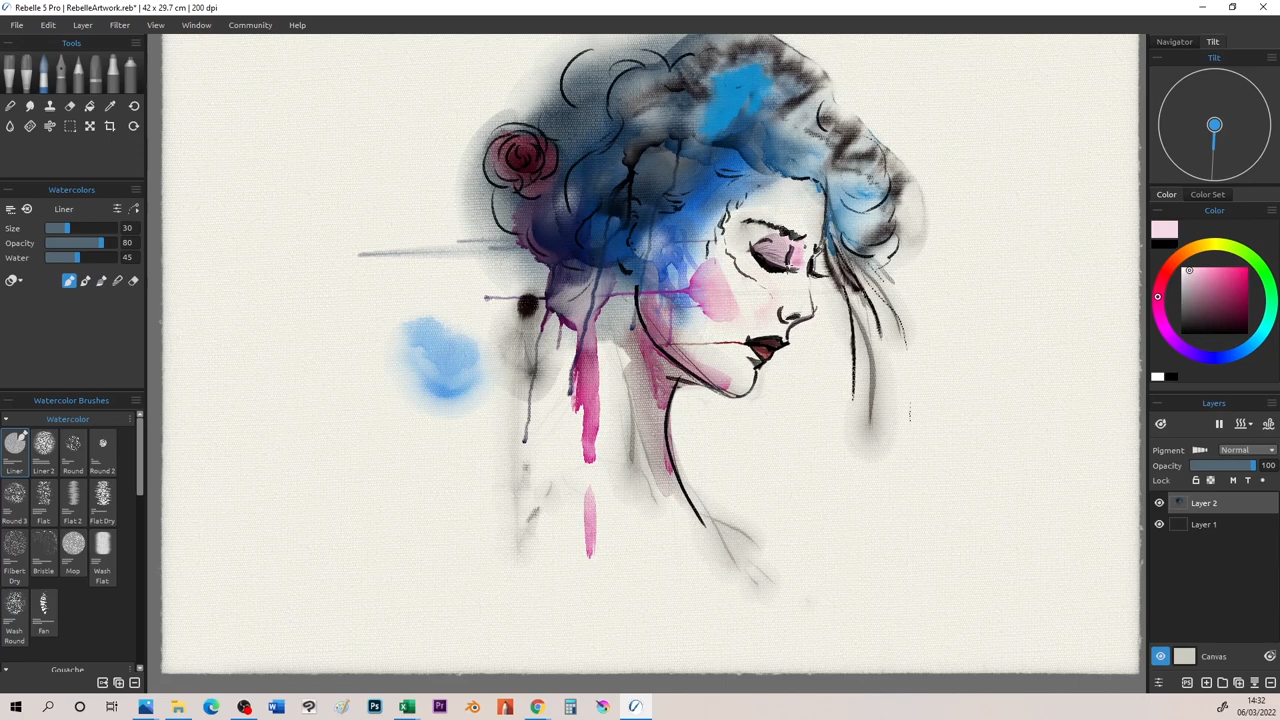 Rebelle 5 Pro | RebelleArtwork.reb* | 42 x 29.7 cm | 200 dpi
File Edit Layer Filter View Window Community Help
Tools
Watercolors
Liner
Size 30
Opacity 80
Water 45
Watercolor Brushes
Watercolor
Liner Liner 2 Round Round 2
Round 3 Flat Flat 2 Flat Dry
Filbert Dry Bristle Mop Wash Flat
Wash Round Fan
Gouache
Navigator Tilt
Tilt
Color Color Set
Color
Layers
Pigment Normal
Opacity 100
Lock M T
Layer 2
Layer 1
Canvas
14:32
06/03/2022